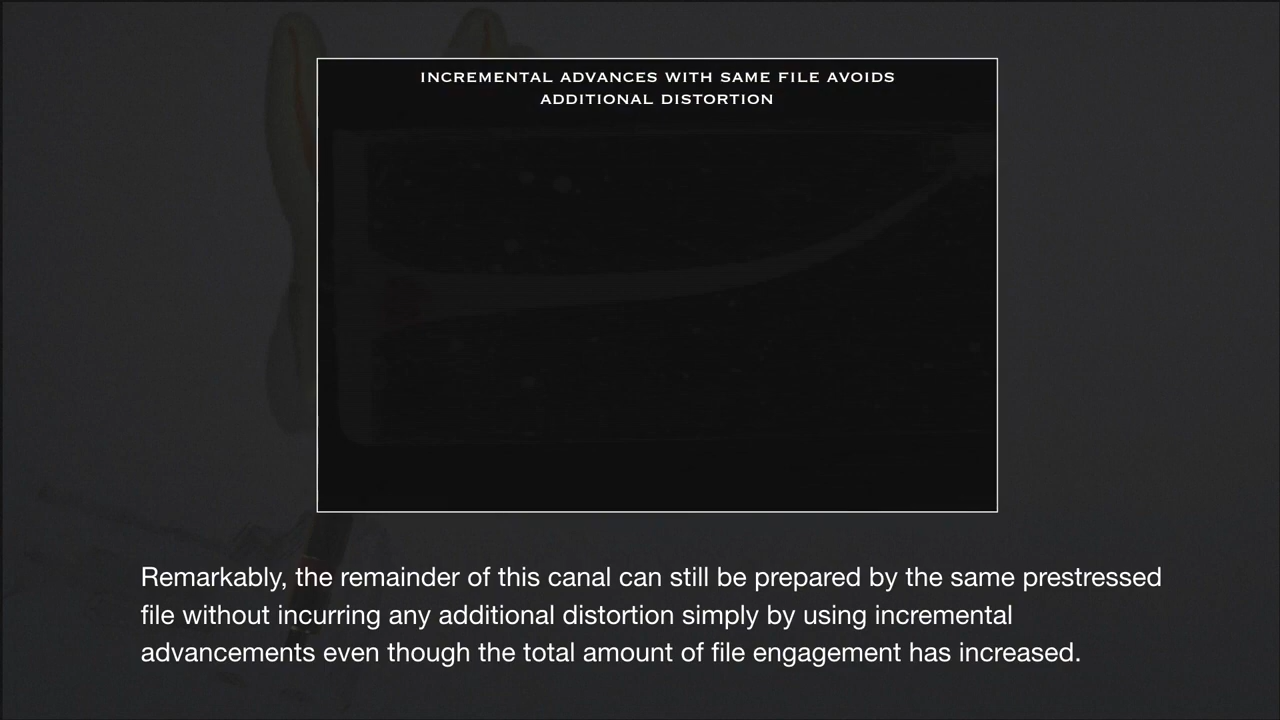 INCREMENTAL ADVANCES WITH SAME FILE AVOIDS
ADDITIONAL DISTORTION
Remarkably, the remainder of this canal can still be prepared by the same prestressed
file without incurring any additional distortion simply by using incremental
advancements even though the total amount of file engagement has increased.